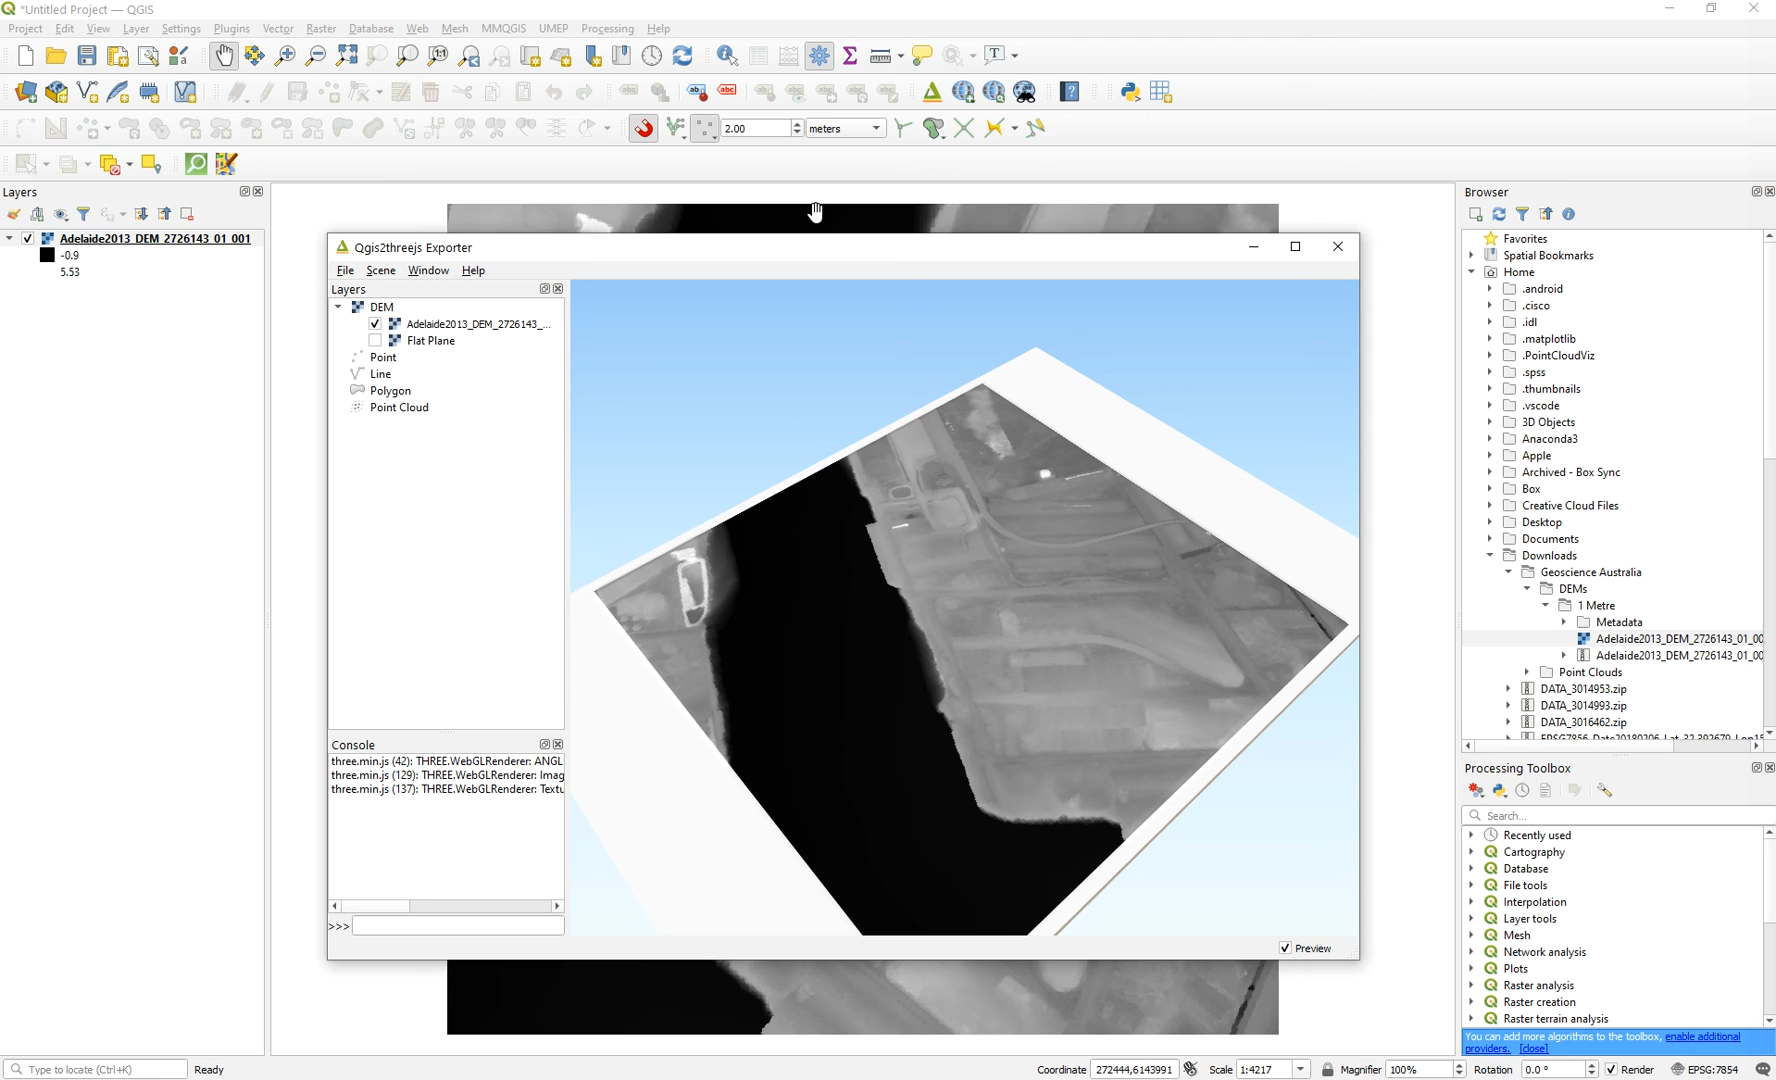 *Untitled Project — QGIS
Project Edit View Layer Settings Plugins Vector Raster Database Web Mesh MMQGIS UMEP Processing Help
2.00 meters
Layers
Adelaide2013_DEM_2726143_01_001
-0.9
5.53
Qgis2threejs Exporter
File Scene Window Help
Layers
DEM
Adelaide2013_DEM_2726143_...
Flat Plane
Point
Line
Polygon
Point Cloud
Console
three.min.js (42): THREE.WebGLRenderer: ANGL
three.min.js (129): THREE.WebGLRenderer: Imag
three.min.js (137): THREE.WebGLRenderer: Textu
>>>
Preview
Browser
Favorites
Spatial Bookmarks
Home
.android
.cisco
.idl
.matplotlib
.PointCloudViz
.spss
.thumbnails
.vscode
3D Objects
Anaconda3
Apple
Archived - Box Sync
Box
Creative Cloud Files
Desktop
Documents
Downloads
Geoscience Australia
DEMs
1 Metre
Metadata
Adelaide2013_DEM_2726143_01_00
Adelaide2013_DEM_2726143_01_00
Point Clouds
DATA_3014953.zip
DATA_3014993.zip
DATA_3016462.zip
Processing Toolbox
Search...
Recently used
Cartography
Database
File tools
Interpolation
Layer tools
Mesh
Network analysis
Plots
Raster analysis
Raster creation
Raster terrain analysis
You can add more algorithms to the toolbox, enable additional
providers. [close]
Type to locate (Ctrl+K) Ready Coordinate 272444,6143991 Scale 1:4217 Magnifier 100% Rotation 0.0 ° Render EPSG:7854